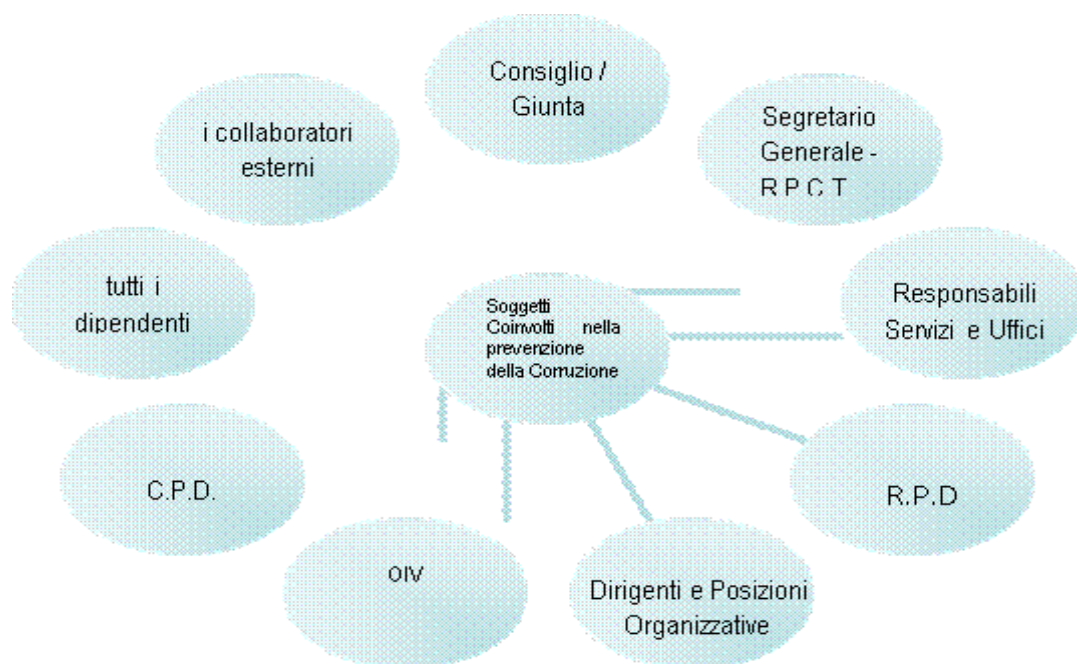 Consiglio /
Giunta
i collaboratori
esterni
Segretario
Generale -
R P C T
tutti i
dipendenti
Soggetti
Coinvolti nella
prevenzione
della Corruzione
Responsabili
Servizi e Uffici
C.P.D.
R.P.D
OIV
Dirigenti e Posizioni
Organizzative